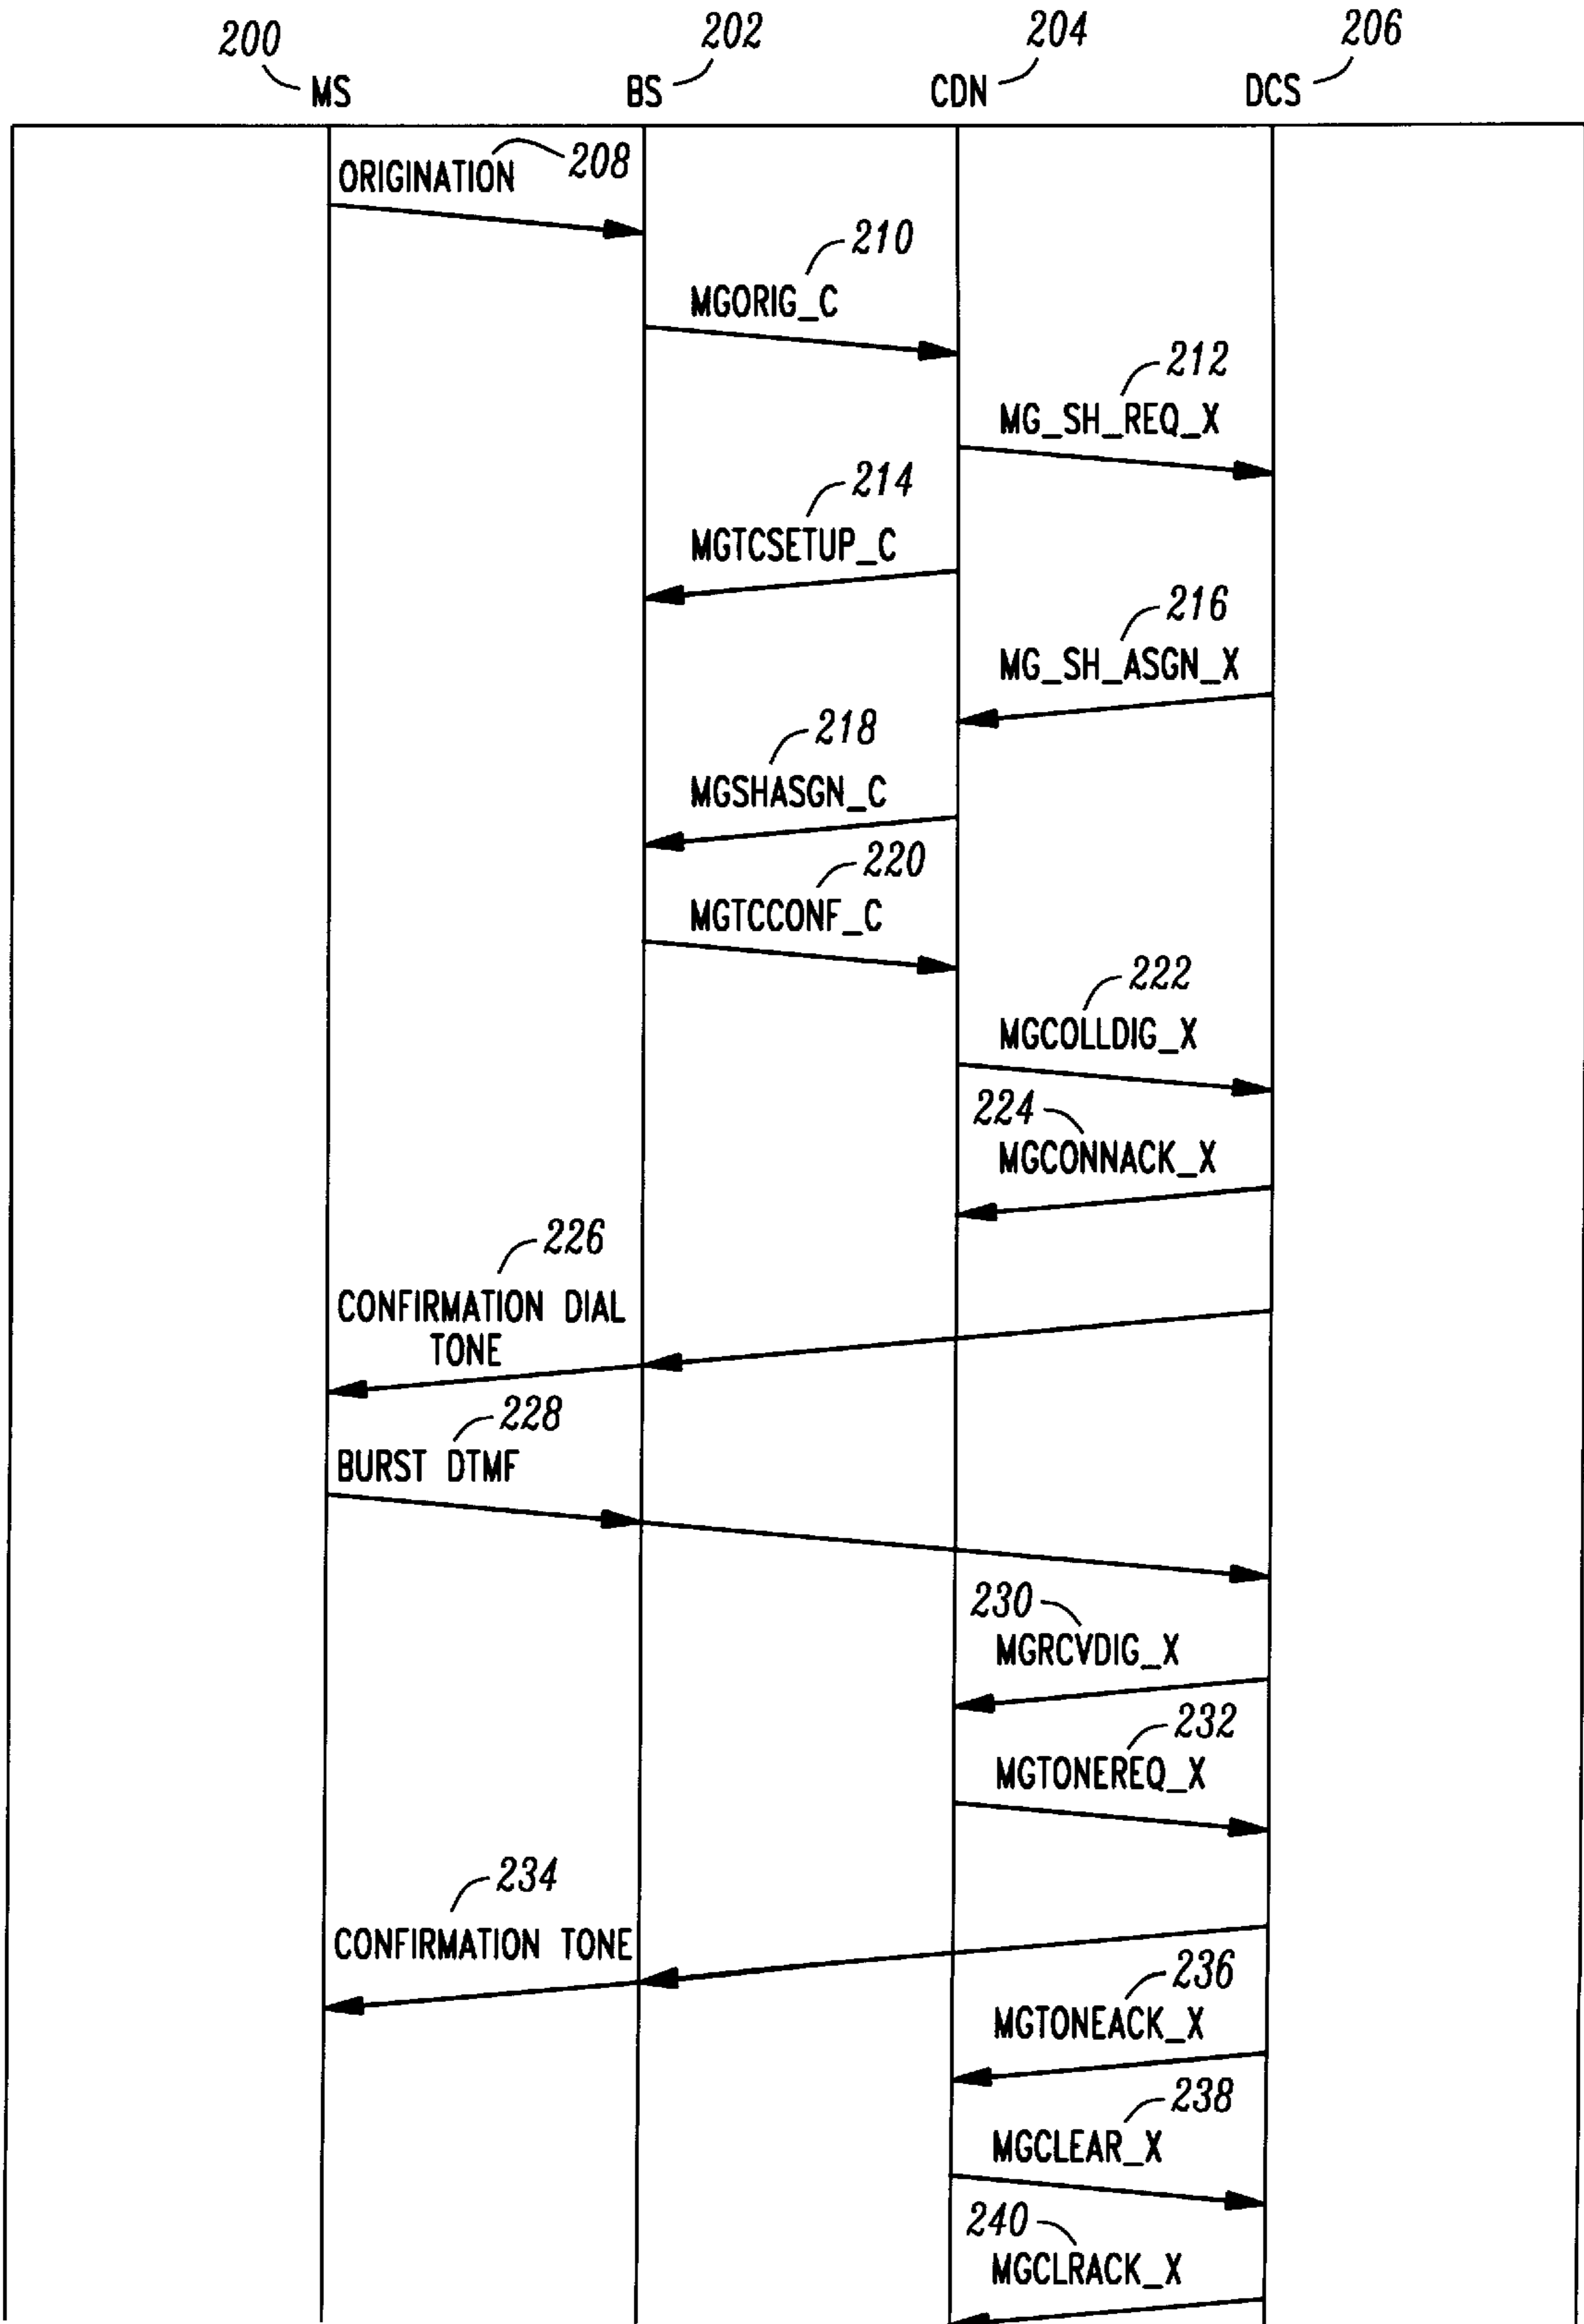 200 202 204 206
MS BS CDN DCS
208
ORIGINATION
210
MGORIG_C
212
MG_SH_REQ_X
214
MGTCSETUP_C
216
MG_SH_ASGN_X
218
MGSHASGN_C
220
MGTCCONF_C
222
MGCOLLDIG_X
224
MGCONNACK_X
226
CONFIRMATION DIAL
TONE
228
BURST DTMF
230
MGRCVDIG_X
232
MGTONEREQ_X
234
CONFIRMATION TONE
236
MGTONEACK_X
238
MGCLEAR_X
240
MGCLRACK_X